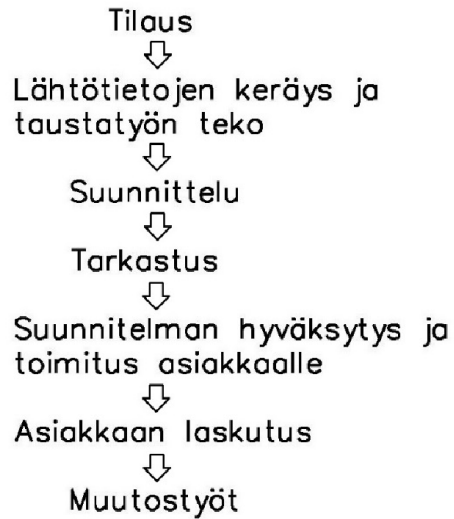 Tilaus
Lähtötietojen keräys ja
taustatyön teko
Suunnittelu
Tarkastus
Suunnitelman hyväksytys ja
toimitus asiakkaalle
Asiakkaan laskutus
Muutostyöt